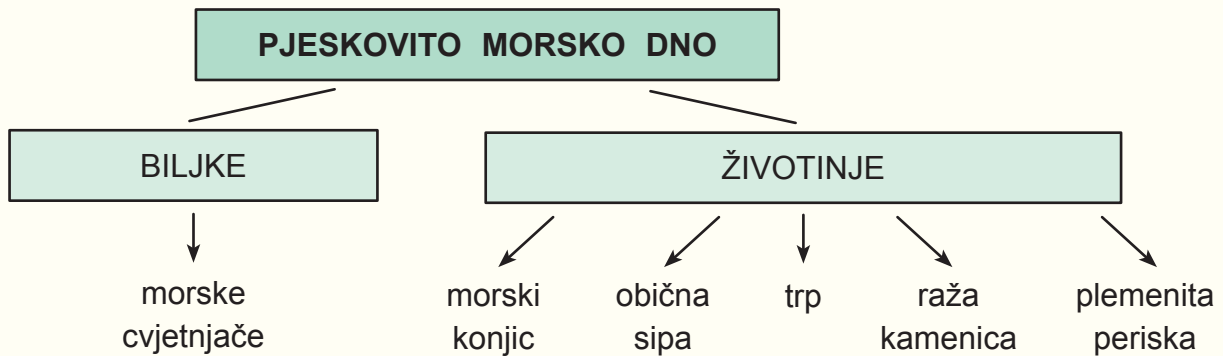 PJESKOVITO MORSKO DNO
BILJKE
ŽIVOTINJE
morske
cvjetnjače
morski
konjic
obična
sipa
trp
raža
kamenica
plemenita
periska